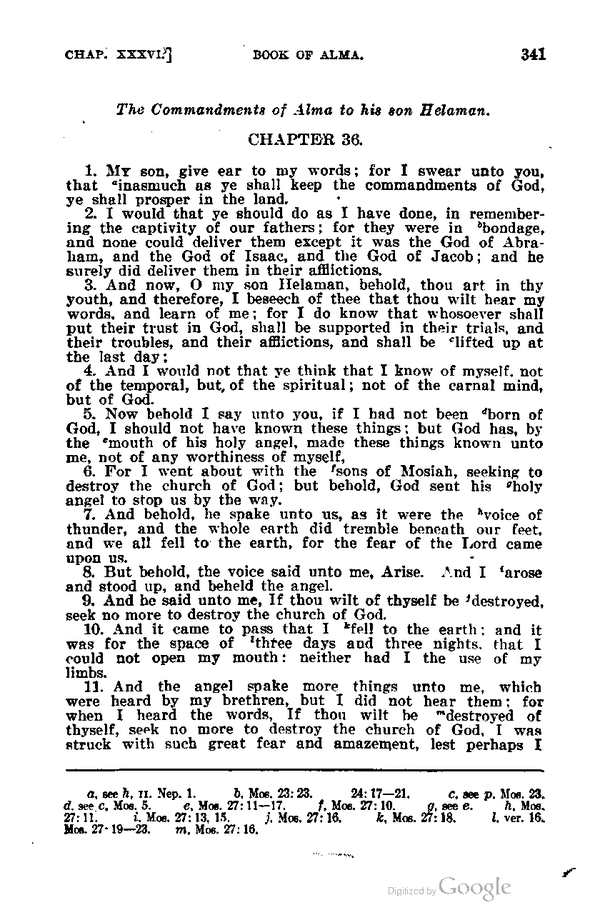 CHAP. XXXVI.] BOOK OF ALMA. 341
The Commandments of Alma to his son Helaman.
CHAPTER 36.
1. My son, give ear to my words; for I swear unto you,
that ᵃinasmuch as ye shall keep the commandments of God,
ye shall prosper in the land.
2. I would that ye should do as I have done, in remember-
ing the captivity of our fathers; for they were in ᵇbondage,
and none could deliver them except it was the God of Abra-
ham, and the God of Isaac, and the God of Jacob; and he
surely did deliver them in their afflictions.
3. And now, O my son Helaman, behold, thou art in thy
youth, and therefore, I beseech of thee that thou wilt hear my
words, and learn of me; for I do know that whosoever shall
put their trust in God, shall be supported in their trials, and
their troubles, and their afflictions, and shall be ᶜlifted up at
the last day;
4. And I would not that ye think that I know of myself, not
of the temporal, but, of the spiritual; not of the carnal mind,
but of God.
5. Now behold I say unto you, if I had not been ᵈborn of
God, I should not have known these things; but God has, by
the ᵉmouth of his holy angel, made these things known unto
me, not of any worthiness of myself,
6. For I went about with the ᶠsons of Mosiah, seeking to
destroy the church of God; but behold, God sent his ᵍholy
angel to stop us by the way.
7. And behold, he spake unto us, as it were the ʰvoice of
thunder, and the whole earth did tremble beneath our feet,
and we all fell to the earth, for the fear of the Lord came
upon us.
8. But behold, the voice said unto me, Arise. And I ⁱarose
and stood up, and beheld the angel.
9. And he said unto me, If thou wilt of thyself be ʲdestroyed,
seek no more to destroy the church of God.
10. And it came to pass that I ᵏfell to the earth; and it
was for the space of ˡthree days and three nights, that I
could not open my mouth: neither had I the use of my
limbs.
11. And the angel spake more things unto me, which
were heard by my brethren, but I did not hear them; for
when I heard the words, If thou wilt be ᵐdestroyed of
thyself, seek no more to destroy the church of God, I was
struck with such great fear and amazement, lest perhaps I
a, see h, II. Nep. 1. b, Mos. 23: 23. 24: 17—21. c, see p. Mos. 23.
d. see c, Mos. 5. e, Mos. 27: 11—17. f, Mos. 27: 10. g, see e. h, Mos.
27: 11. i. Mos. 27: 13, 15. j, Mos. 27: 16. k, Mos. 27: 18. l. ver. 16.
Mos. 27·19—23. m, Mos. 27: 16.
Digitized by Google